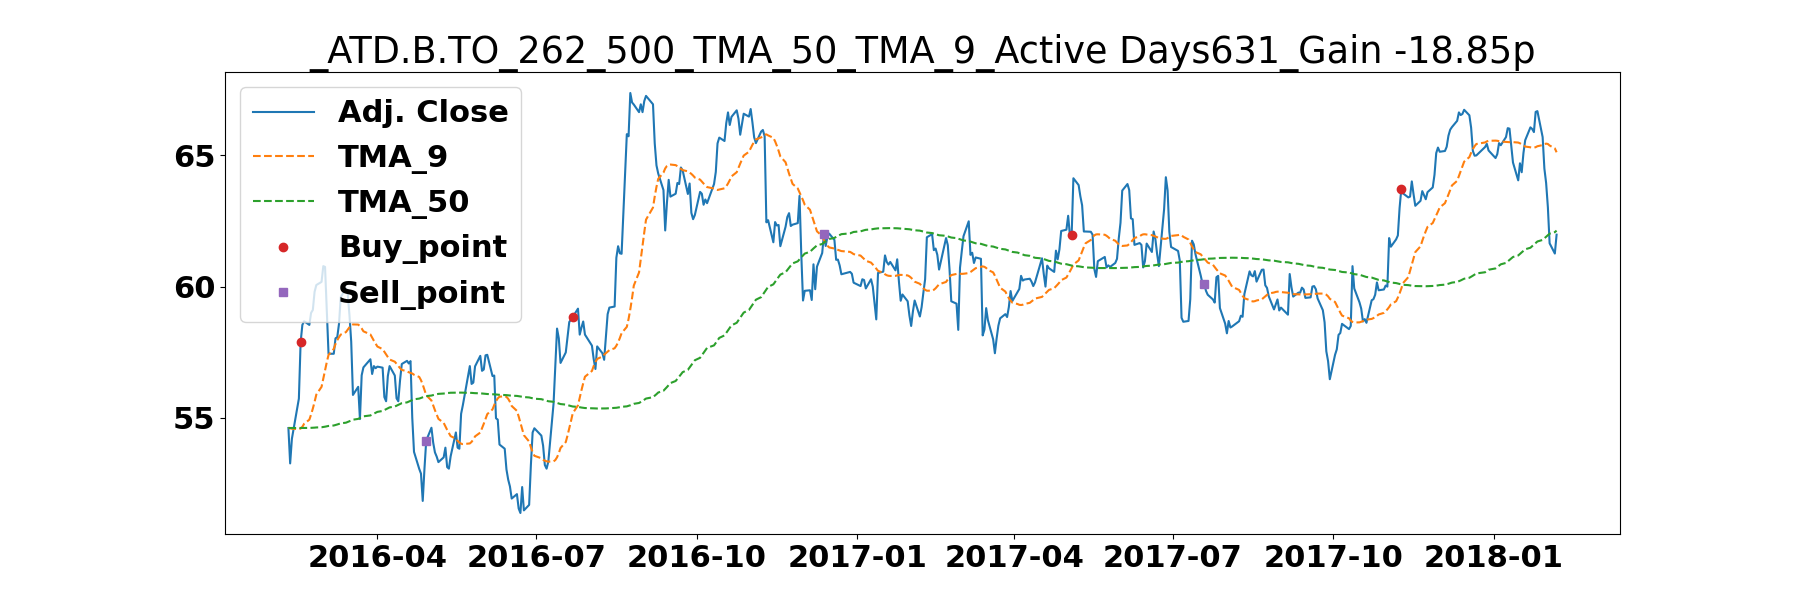 _ATD.B.TO_262_500_TMA_50_TMA_9_Active Days631_Gain -18.85p
Adj. Close
TMA_9
TMA_50
Buy_point
Sell_point
65
60
55
2016-04 2016-07 2016-10 2017-01 2017-04 2017-07 2017-10 2018-01